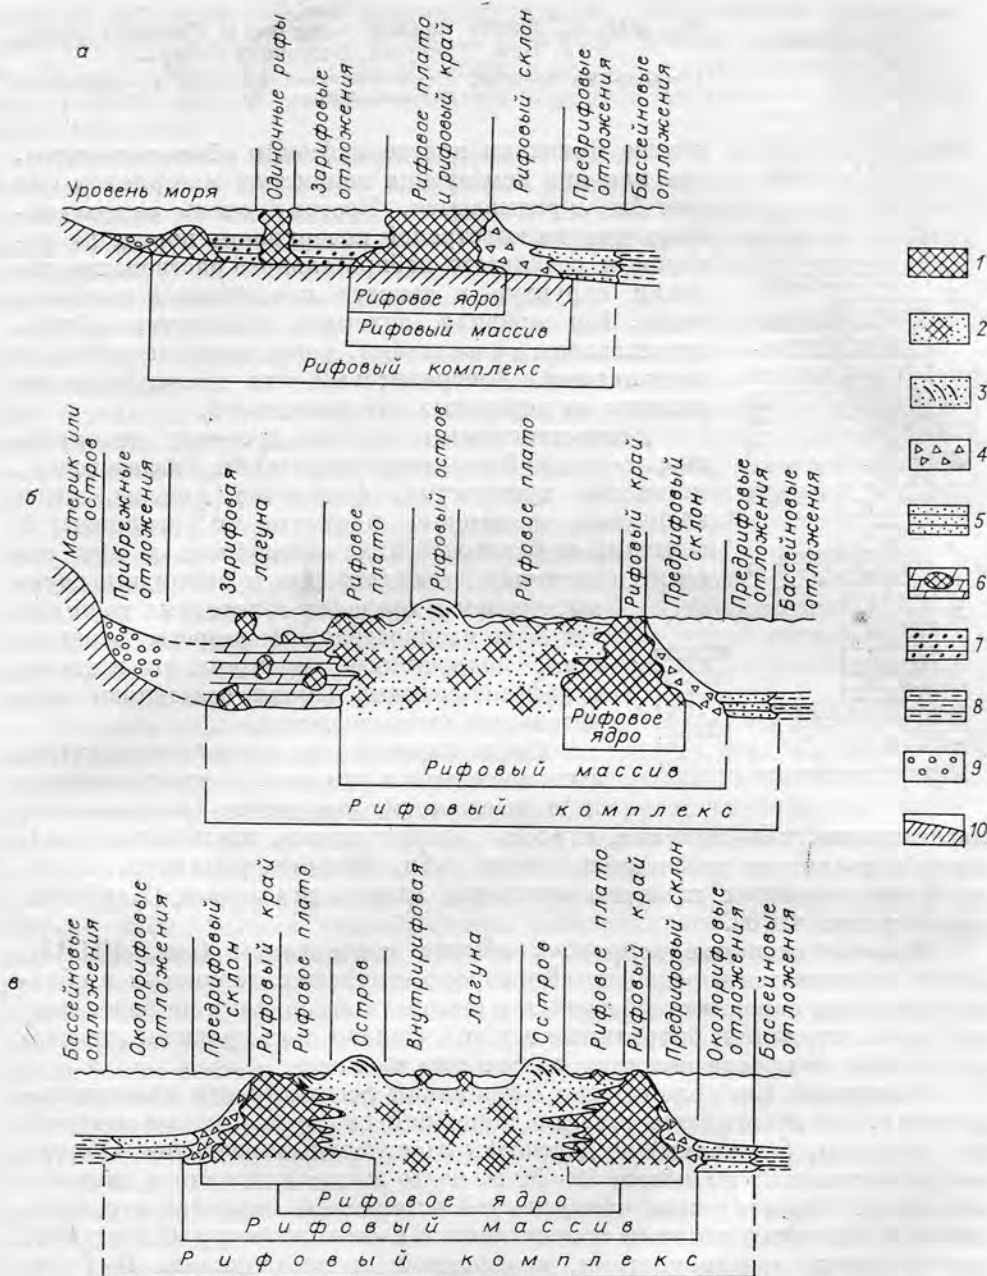 а
Одиночные рифы
Зарифовые
отложения
Рифовое плато
и рифовый край
Рифовый склон
Предрифовые
отложения
Бассейновые
отложения
Уровень моря
Рифовое ядро
Рифовый массив
Рифовый комплекс
1
2
3
4
5
6
7
8
9
10
б
Материк или
остров
Прибрежные
отложения
Зарифовая
лагуна
Рифовое
плато
Рифовый остров
Рифовое плато
Рифовый край
Предрифовый
склон
Предрифовые
отложения
Бассейновые
отложения
Рифовое
ядро
Рифовый массив
Рифовый комплекс
в
Бассейновые
отложения
Околорифовые
отложения
Предрифовый
склон
Рифовый край
Рифовое плато
Остров
Внутририфовая
лагуна
Остров
Рифовое плато
Рифовый край
Предрифовый склон
Околорифовые
отложения
Бассейновые
отложения
Рифовое ядро
Рифовый массив
Рифовый комплекс